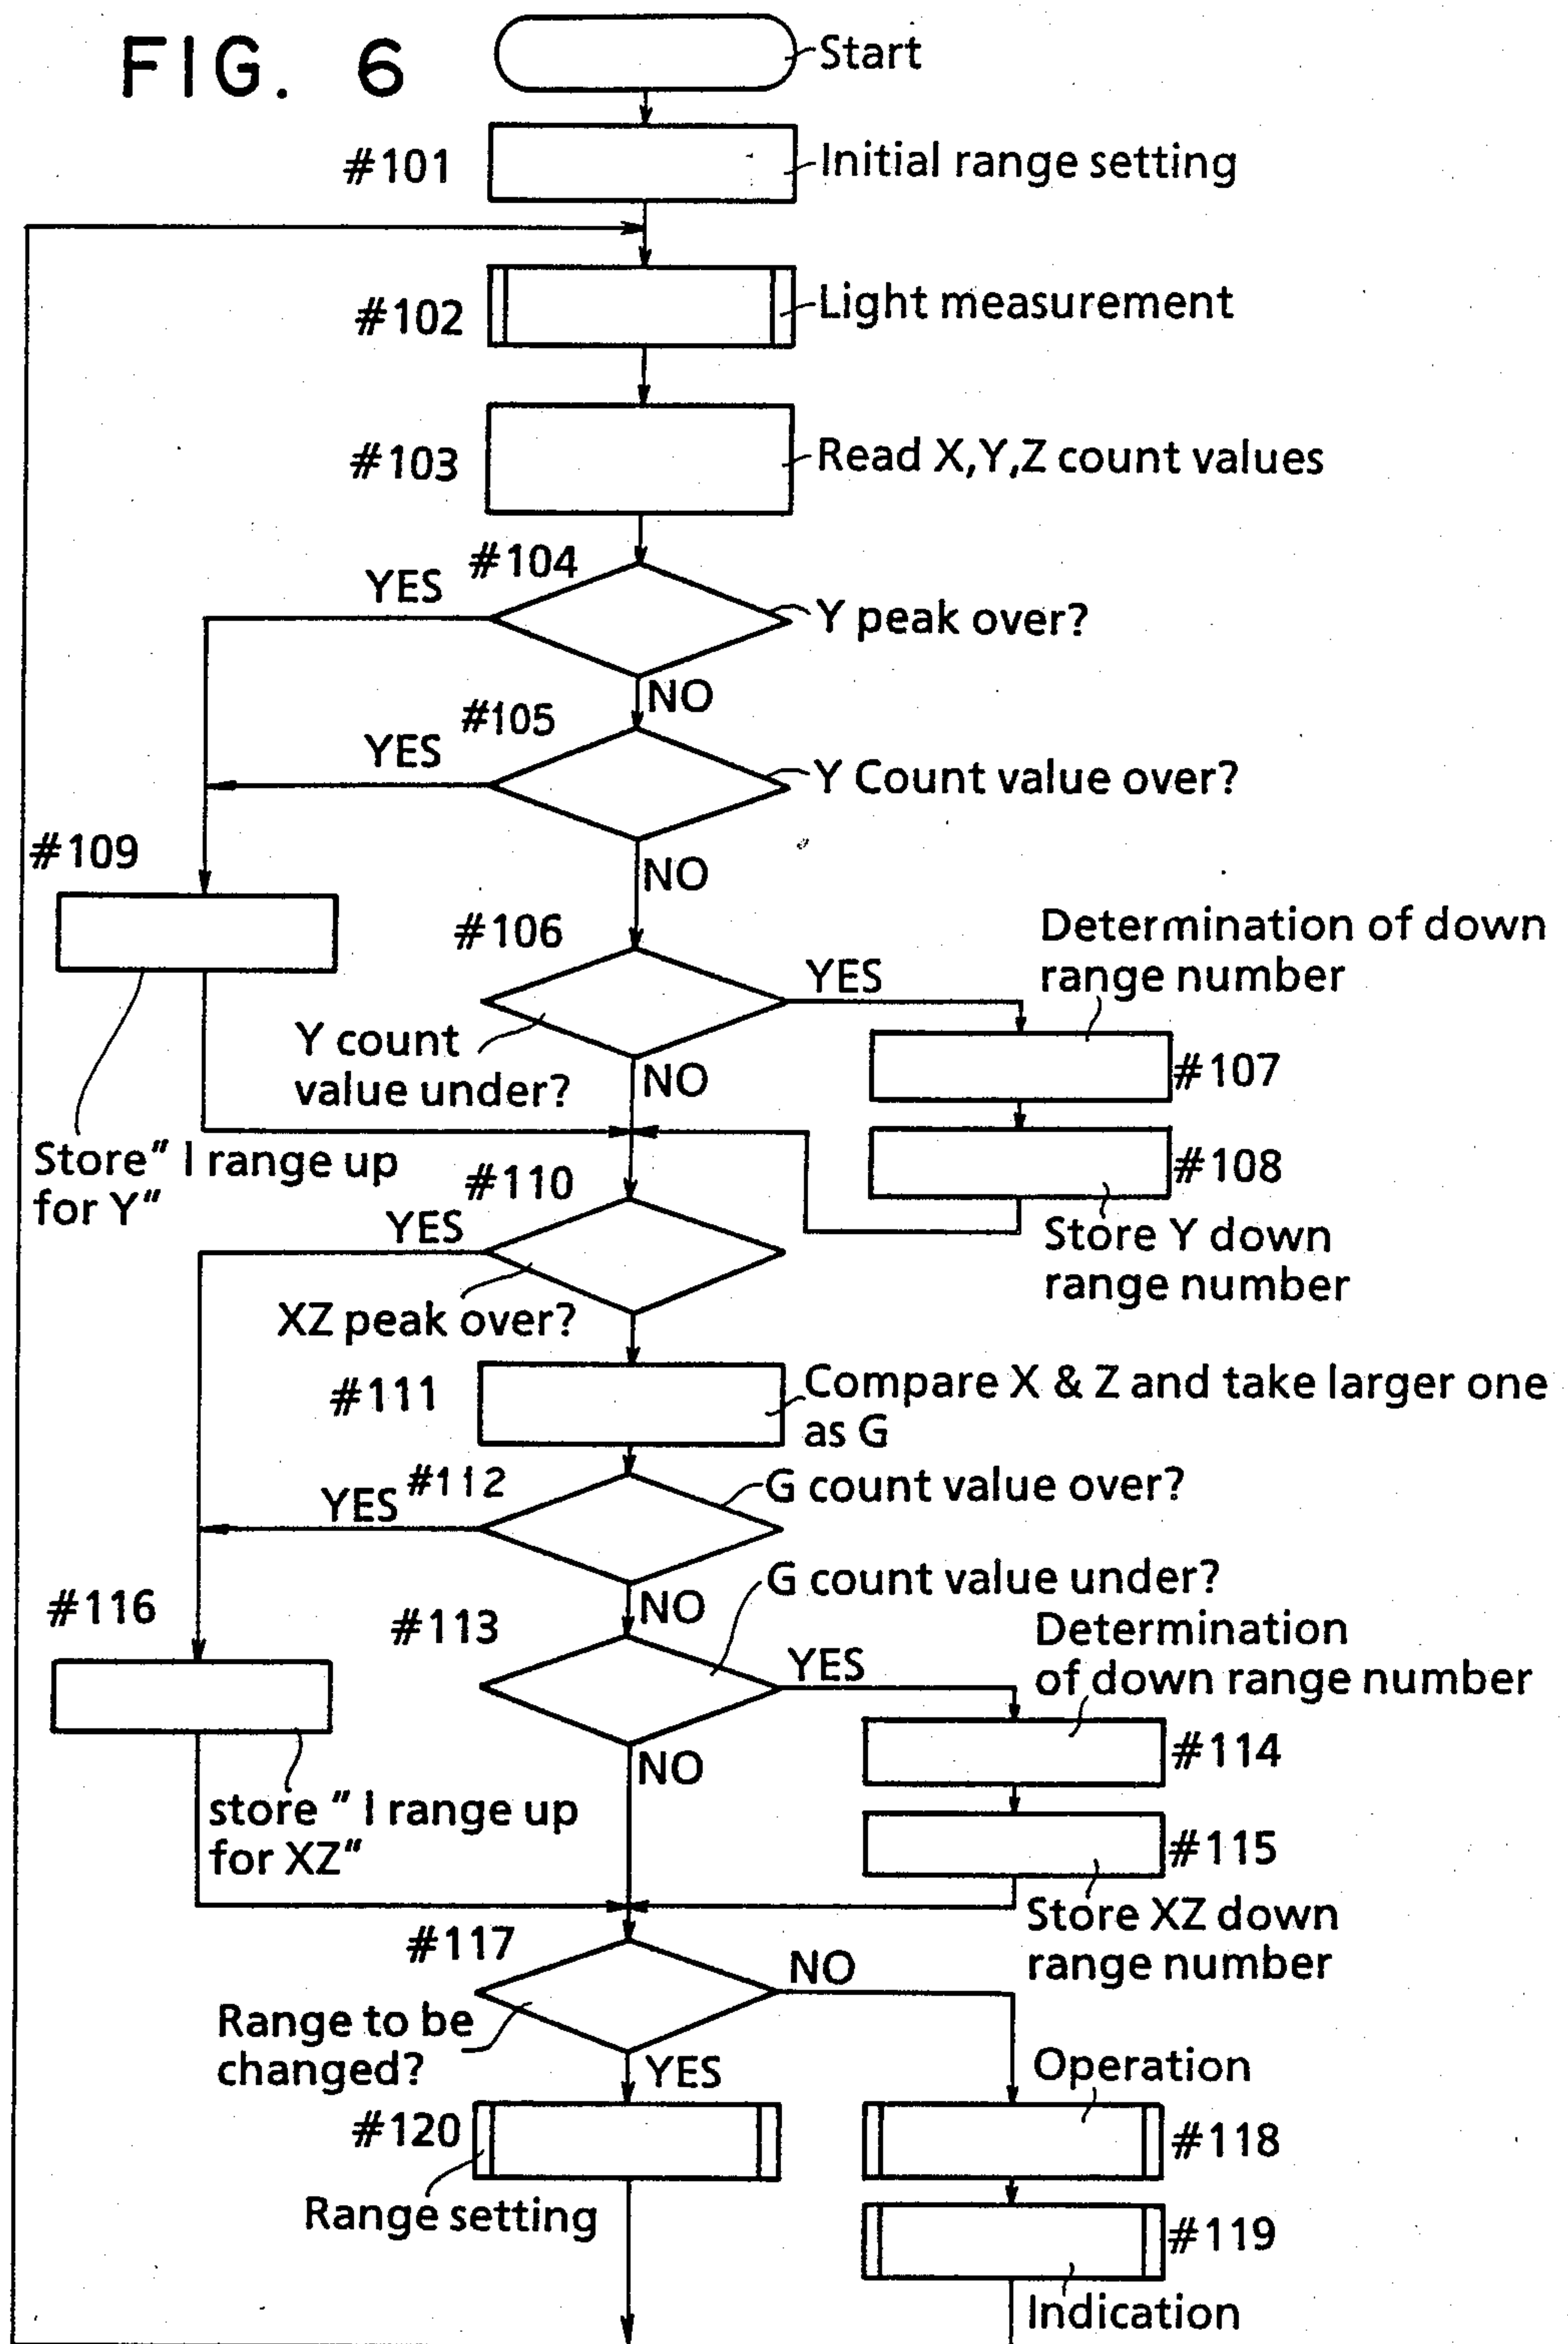 FIG. 6
Start
#101
Initial range setting
#102
Light measurement
#103
Read X,Y,Z count values
#104
YES
Y peak over?
NO
#105
YES
Y Count value over?
#109
NO
#106
YES
Determination of down
range number
Y count
value under?
NO
#107
Store" I range up
for Y"
#108
Store Y down
range number
#110
YES
XZ peak over?
#111
Compare X & Z and take larger one
as G
#112
YES
G count value over?
NO
G count value under?
#116
#113
YES
Determination
of down range number
#114
NO
store " I range up
for XZ"
#115
Store XZ down
range number
#117
NO
Range to be
changed?
YES
Operation
#120
#118
Range setting
#119
Indication